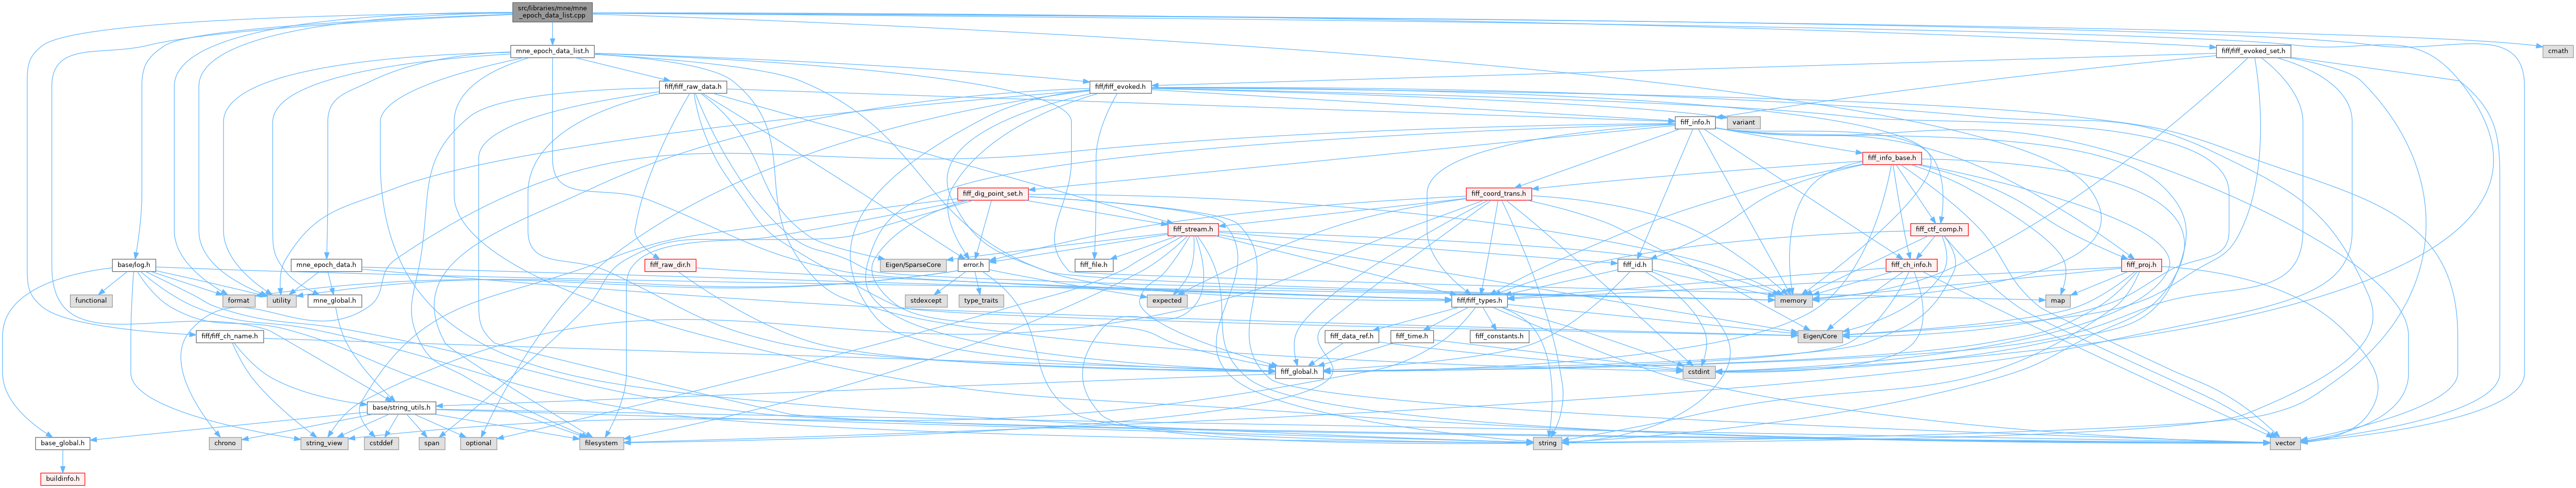 src/libraries/mne/mne
_epoch_data_list.cpp
mne_epoch_data_list.h
fiff/fiff_evoked_set.h
cmath
fiff/fiff_raw_data.h
fiff/fiff_evoked.h
fiff_info.h
variant
fiff_info_base.h
fiff_dig_point_set.h
fiff_coord_trans.h
fiff_stream.h
fiff_ctf_comp.h
base/log.h
mne_epoch_data.h
fiff_raw_dir.h
Eigen/SparseCore
error.h
fiff_file.h
fiff_id.h
fiff_ch_info.h
fiff_proj.h
functional
format
utility
mne_global.h
stdexcept
type_traits
expected
fiff/fiff_types.h
memory
map
fiff/fiff_ch_name.h
fiff_data_ref.h
fiff_time.h
fiff_constants.h
Eigen/Core
fiff_global.h
cstdint
base/string_utils.h
base_global.h
chrono
string_view
cstddef
span
optional
filesystem
string
vector
buildinfo.h